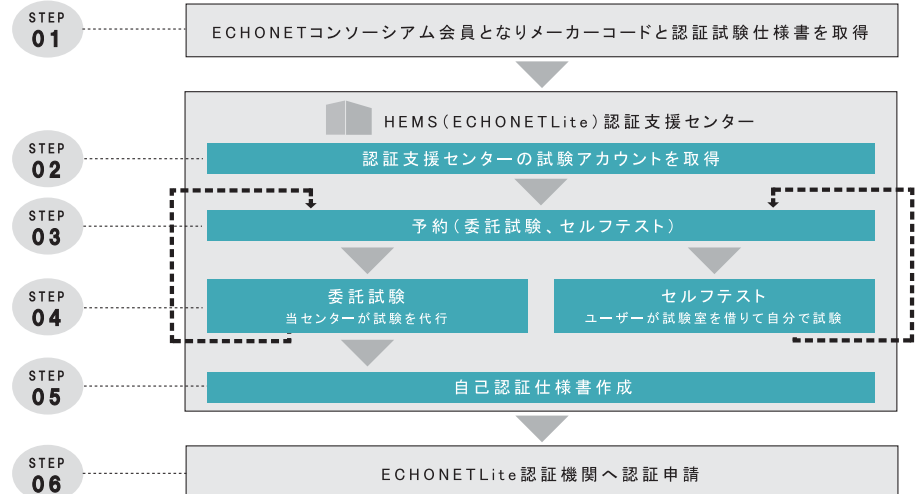 STEP
01
ECHONETコンソーシアム会員となりメーカーコードと認証試験仕様書を取得
HEMS(ECHONETLite)認証支援センター
STEP
02
認証支援センターの試験アカウントを取得
STEP
03
予約(委託試験、セルフテスト)
STEP
04
委託試験
当センターが試験を代行
セルフテスト
ユーザーが試験室を借りて自分で試験
STEP
05
自己認証仕様書作成
STEP
06
ECHONETLite認証機関へ認証申請